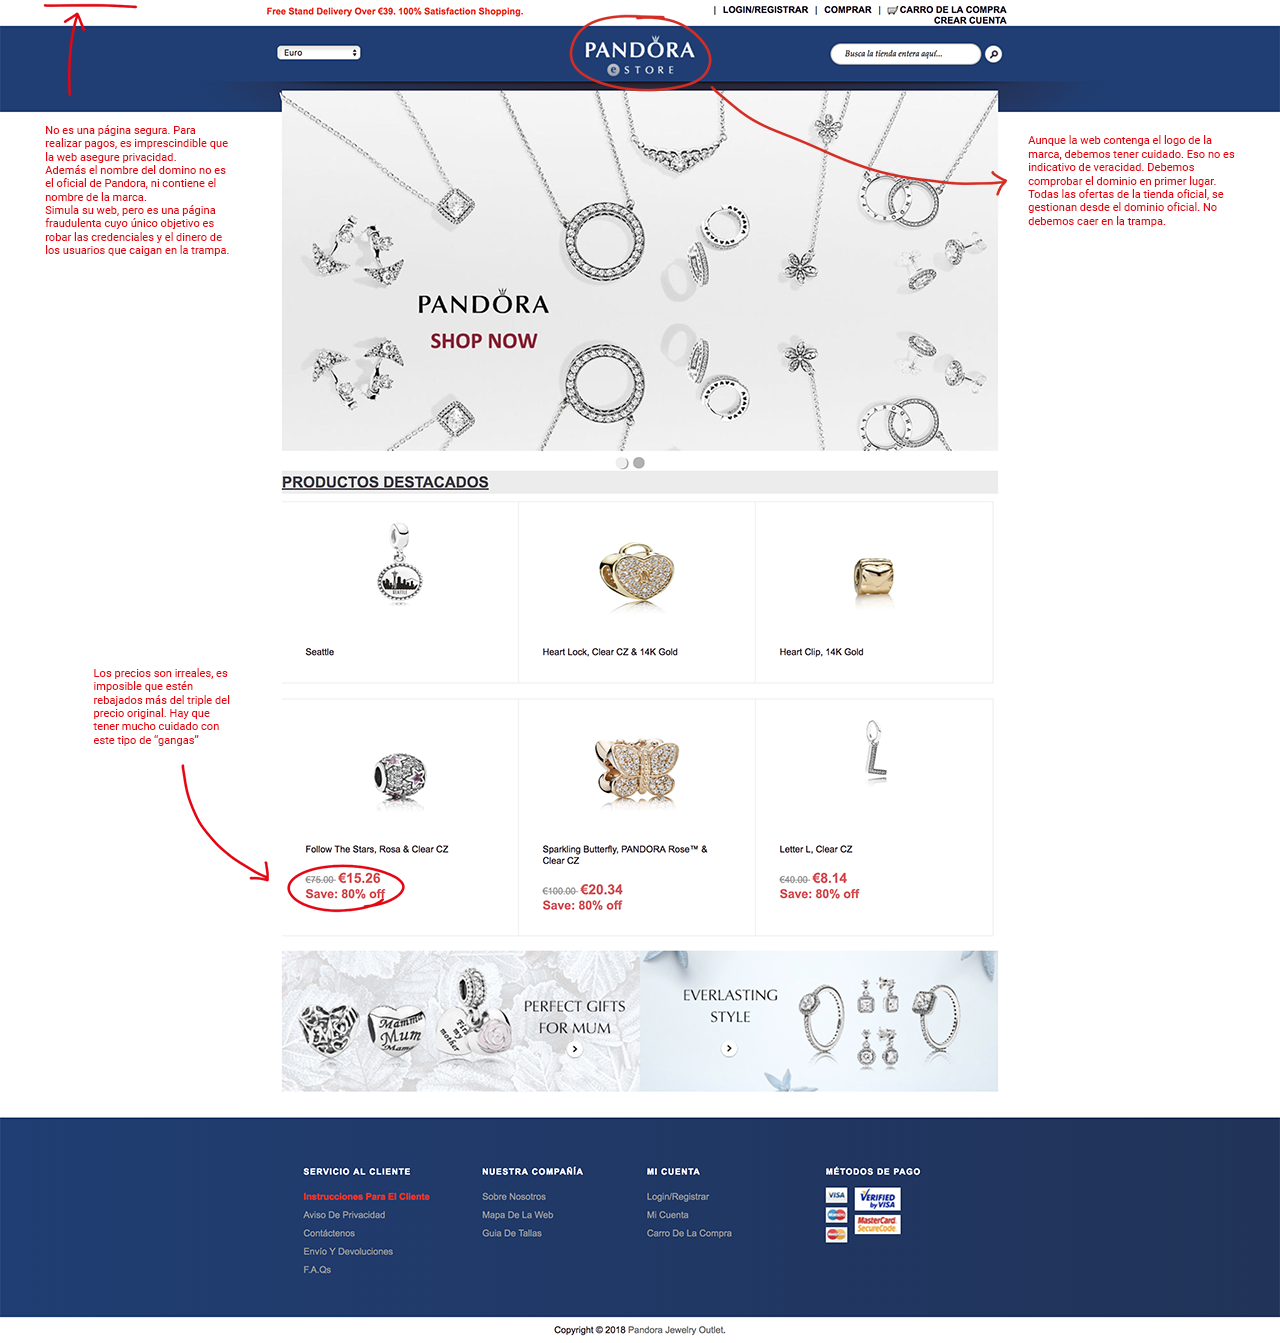 Free Stand Delivery Over €39. 100% Satisfaction Shopping.
| LOGIN/REGISTRAR | COMPRAR | CARRO DE LA COMPRA
CREAR CUENTA
Euro
PANDORA
e STORE
Busca la tienda entera aquí...
No es una página segura. Para
realizar pagos, es imprescindible que
la web asegure privacidad.
Además el nombre del domino no es
el oficial de Pandora, ni contiene el
nombre de la marca.
Simula su web, pero es una página
fraudulenta cuyo único objetivo es
robar las credenciales y el dinero de
los usuarios que caigan en la trampa.
Aunque la web contenga el logo de la
marca, debemos tener cuidado. Eso no es
indicativo de veracidad. Debemos
comprobar el dominio en primer lugar.
Todas las ofertas de la tienda oficial, se
gestionan desde el dominio oficial. No
debemos caer en la trampa.
PANDORA
SHOP NOW
PRODUCTOS DESTACADOS
SEATTLE
Seattle
Heart Lock, Clear CZ & 14K Gold
Heart Clip, 14K Gold
Los precios son irreales, es
imposible que estén
rebajados más del triple del
precio original. Hay que
tener mucho cuidado con
este tipo de “gangas”
Follow The Stars, Rosa & Clear CZ
€75.00 €15.26
Save: 80% off
Sparkling Butterfly, PANDORA Rose™ &
Clear CZ
€100.00 €20.34
Save: 80% off
Letter L, Clear CZ
€40.00 €8.14
Save: 80% off
Mamma
Mum
Mama
First
my
mother
PERFECT GIFTS
FOR MUM
EVERLASTING
STYLE
SERVICIO AL CLIENTE
Instrucciones Para El Cliente
Aviso De Privacidad
Contáctenos
Envío Y Devoluciones
F.A.Qs
NUESTRA COMPAÑÍA
Sobre Nosotros
Mapa De La Web
Guia De Tallas
MI CUENTA
Login/Registrar
Mi Cuenta
Carro De La Compra
MÉTODOS DE PAGO
VISA
VERIFIED
by VISA
MasterCard.
SecureCode
Copyright © 2018 Pandora Jewelry Outlet.